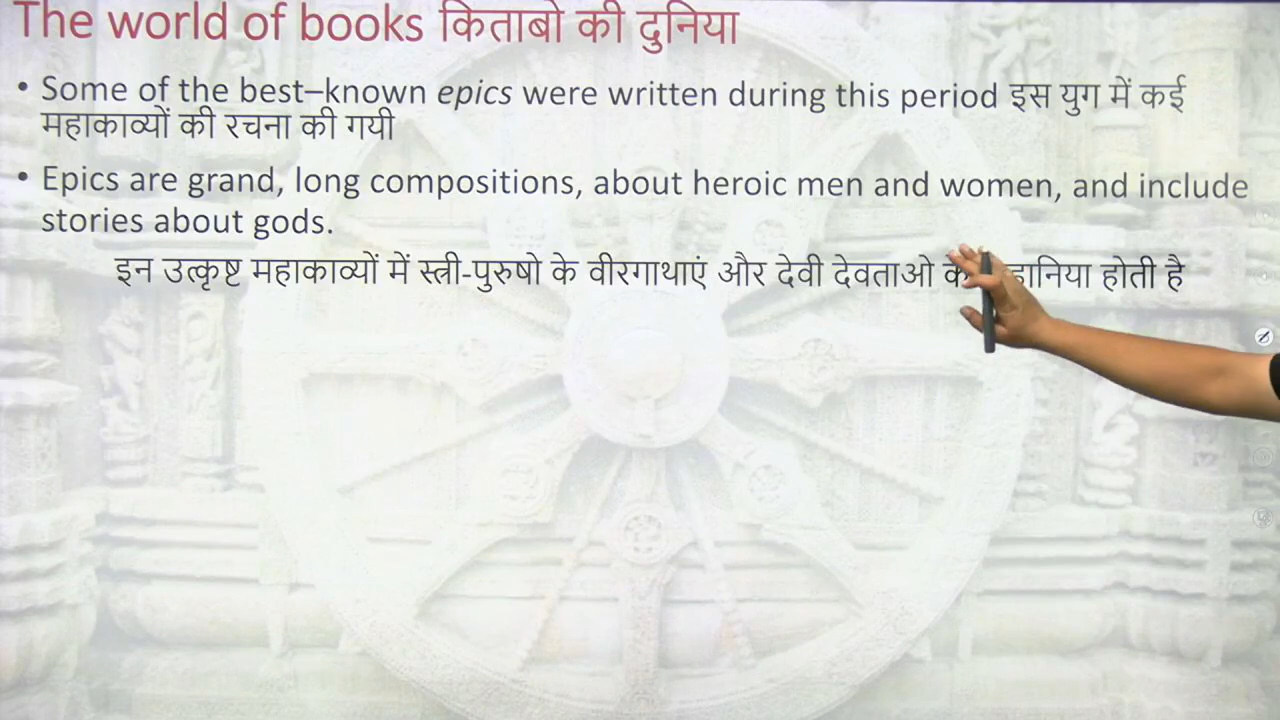 The world of books किताबो की दुनिया
• Some of the best–known epics were written during this period इस युग में कई
महाकाव्यों की रचना की गयी
• Epics are grand, long compositions, about heroic men and women, and include
stories about gods.
इन उत्कृष्ट महाकाव्यों में स्त्री-पुरुषो के वीरगाथाएं और देवी देवताओ होती है